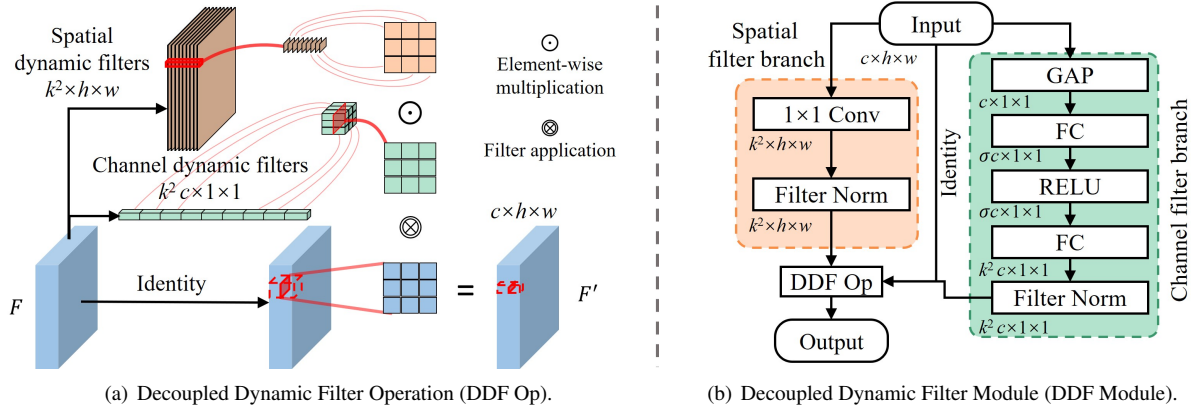 Spatial
dynamic filters
k²×h×w
Element-wise
multiplication
Filter application
Channel dynamic filters
k² c×1×1
c×h×w
F
Identity
=
F′
(a) Decoupled Dynamic Filter Operation (DDF Op).
Input
Spatial
filter branch
c×h×w
1×1 Conv
k²×h×w
Filter Norm
k²×h×w
DDF Op
Output
Identity
GAP
c×1×1
FC
σc×1×1
RELU
σc×1×1
FC
k² c×1×1
Filter Norm
k² c×1×1
Channel filter branch
(b) Decoupled Dynamic Filter Module (DDF Module).